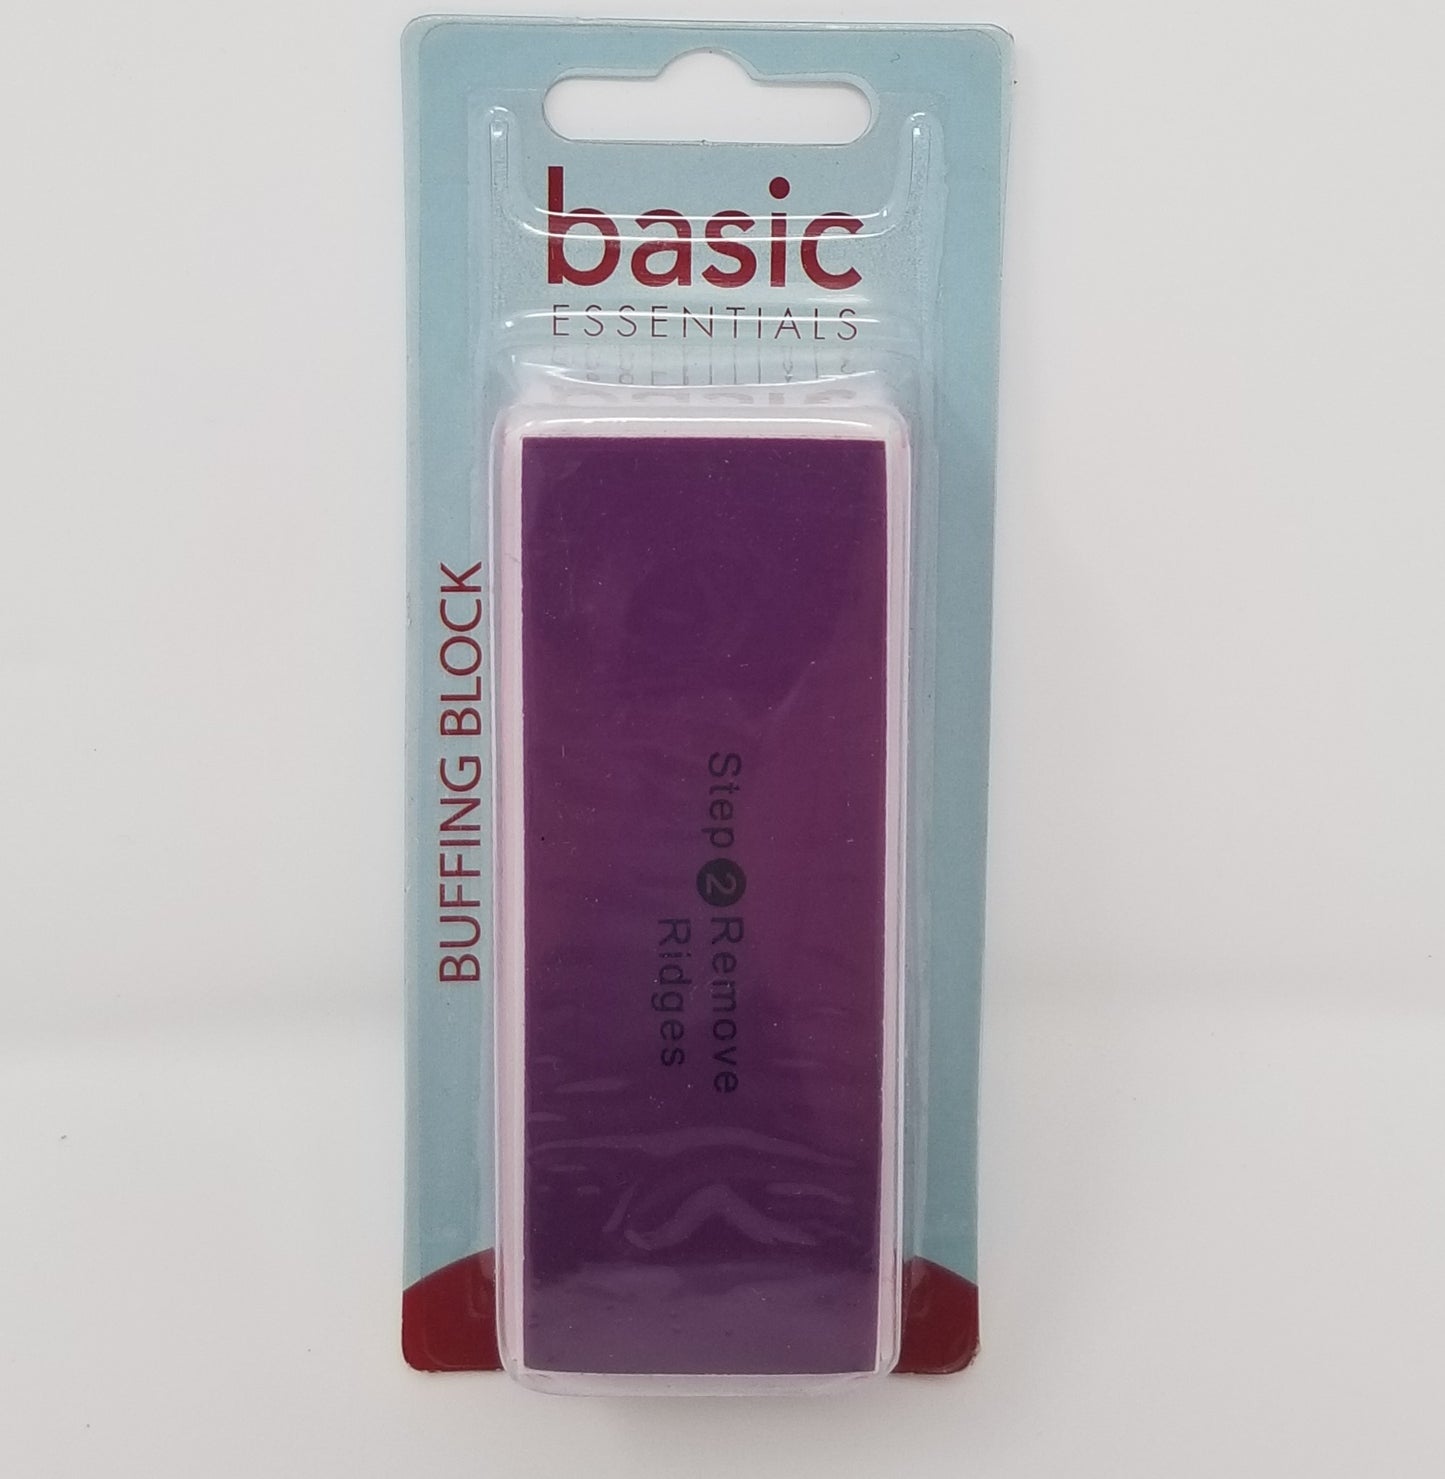 basic
ESSENTIALS
BUFFING BLOCK
Step 2 Remove
Ridges